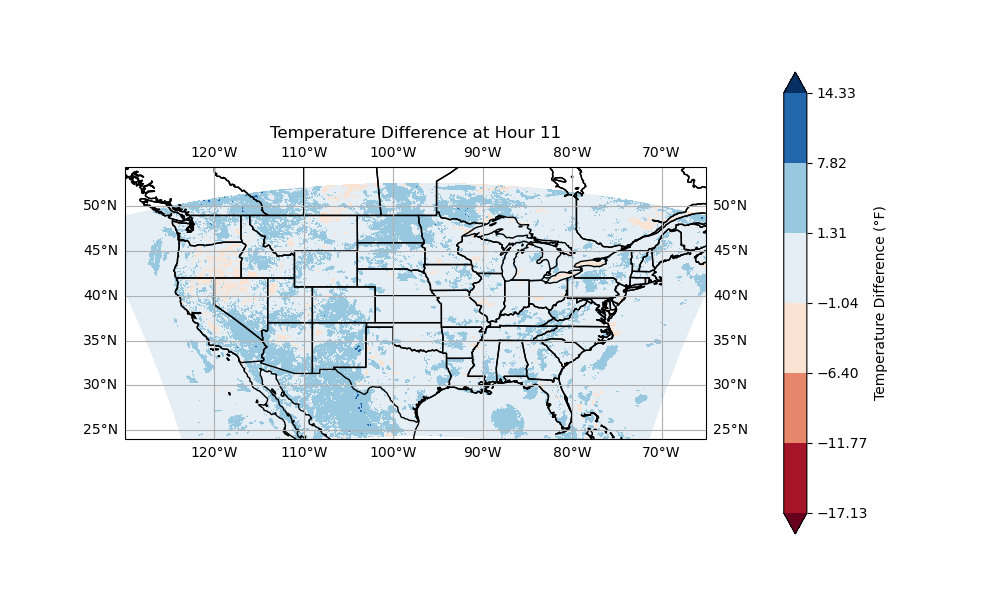 Temperature Difference at Hour 11
120°W 110°W 100°W 90°W 80°W 70°W
50°N 50°N
45°N 45°N
40°N 40°N
35°N 35°N
30°N 30°N
25°N 25°N
120°W 110°W 100°W 90°W 80°W 70°W
14.33
7.82
1.31
−1.04
−6.40
−11.77
−17.13
Temperature Difference (°F)